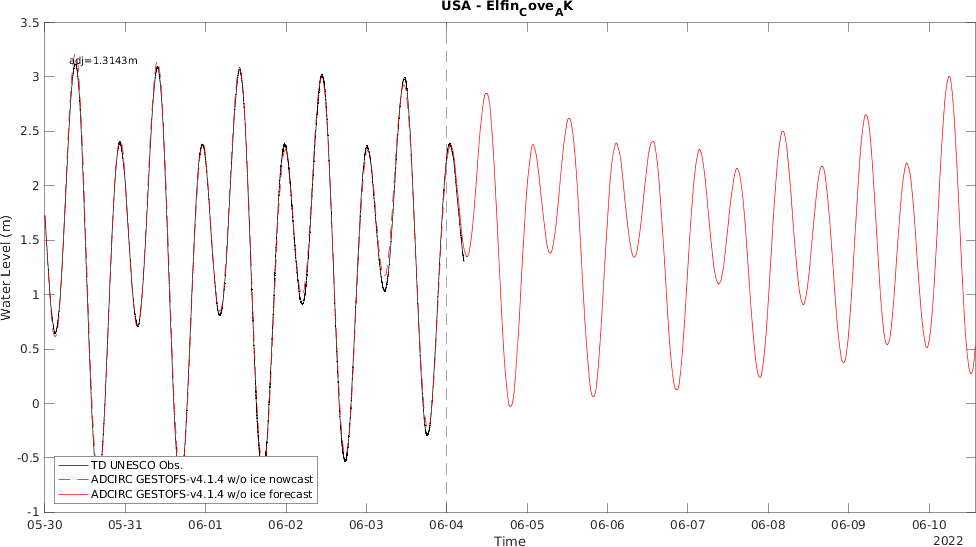 USA - Elfin_Cove_AK
adj=1.3143m
3.5
3
2.5
2
1.5
1
0.5
0
-0.5
-1
Water Level (m)
TD UNESCO Obs.
ADCIRC GESTOFS-v4.1.4 w/o ice nowcast
ADCIRC GESTOFS-v4.1.4 w/o ice forecast
05-30 05-31 06-01 06-02 06-03 06-04 06-05 06-06 06-07 06-08 06-09 06-10
Time
2022